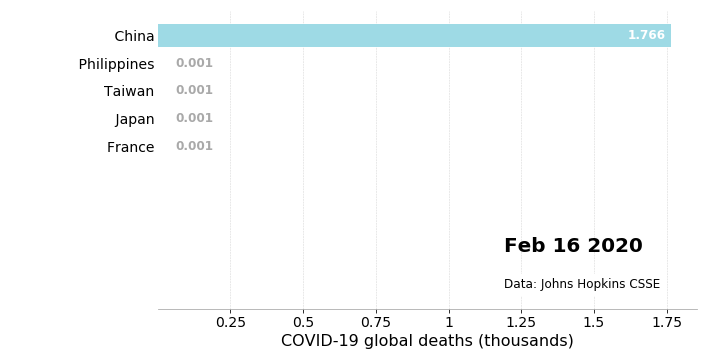 China 1.766
Philippines 0.001
Taiwan 0.001
Japan 0.001
France 0.001
Feb 16 2020
Data: Johns Hopkins CSSE
0.25 0.5 0.75 1 1.25 1.5 1.75
COVID-19 global deaths (thousands)